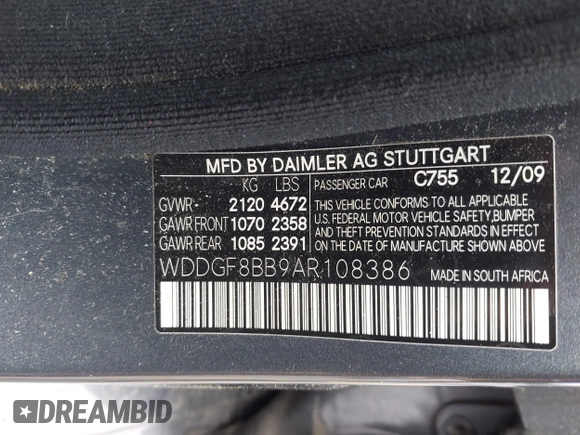 MFD BY DAIMLER AG STUTTGART
KG LBS PASSENGER CAR C755 12/09
GVWR- 2120 4672
GAWR FRONT 1070 2358
GAWR REAR 1085 2391
THIS VEHICLE CONFORMS TO ALL APPLICABLE
U.S. FEDERAL MOTOR VEHICLE SAFETY,BUMPER
AND THEFT PREVENTION STANDARDS IN EFFECT
ON THE DATE OF MANUFACTURE SHOWN ABOVE.
WDDGF8BB9AR108386 MADE IN SOUTH AFRICA
DREAMBID